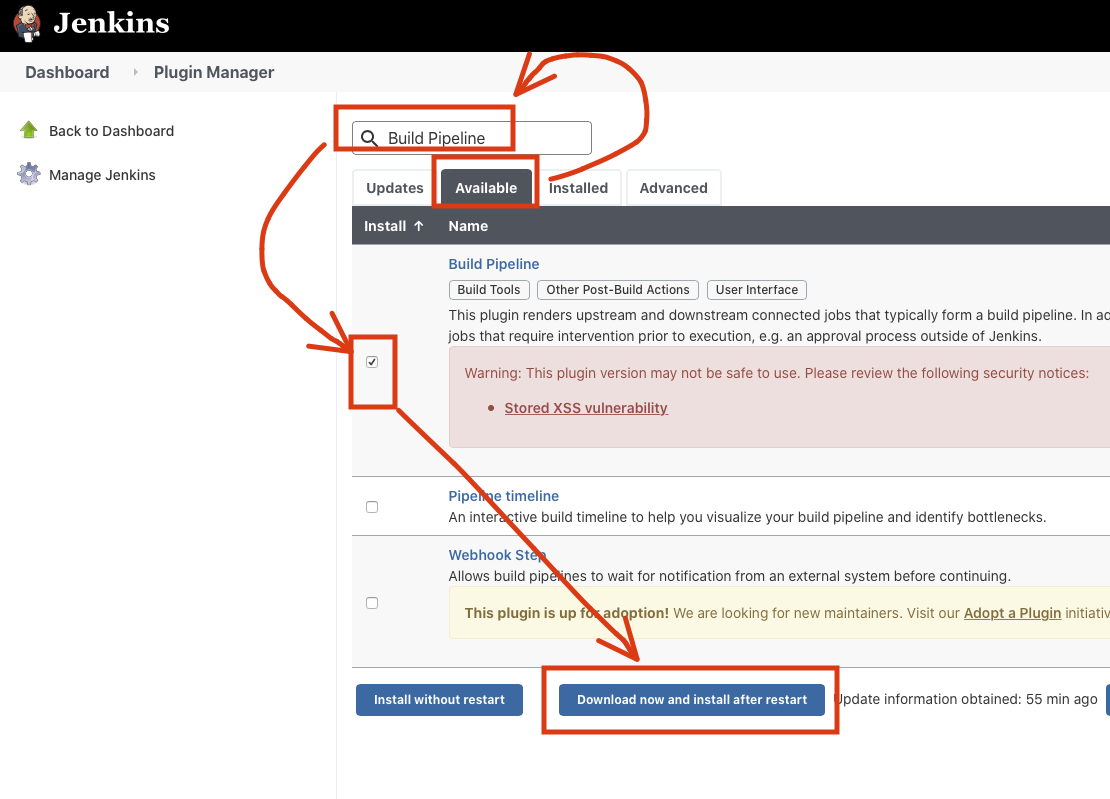 Jenkins
Dashboard Plugin Manager
Back to Dashboard
Manage Jenkins
Build Pipeline
Updates Available Installed Advanced
Install ↑ Name
Build Pipeline
Build Tools Other Post-Build Actions User Interface
This plugin renders upstream and downstream connected jobs that typically form a build pipeline. In ad
jobs that require intervention prior to execution, e.g. an approval process outside of Jenkins.
Warning: This plugin version may not be safe to use. Please review the following security notices:
• Stored XSS vulnerability
Pipeline timeline
An interactive build timeline to help you visualize your build pipeline and identify bottlenecks.
Webhook Step
Allows build pipelines to wait for notification from an external system before continuing.
This plugin is up for adoption! We are looking for new maintainers. Visit our Adopt a Plugin initiativ
Install without restart Download now and install after restart Update information obtained: 55 min ago